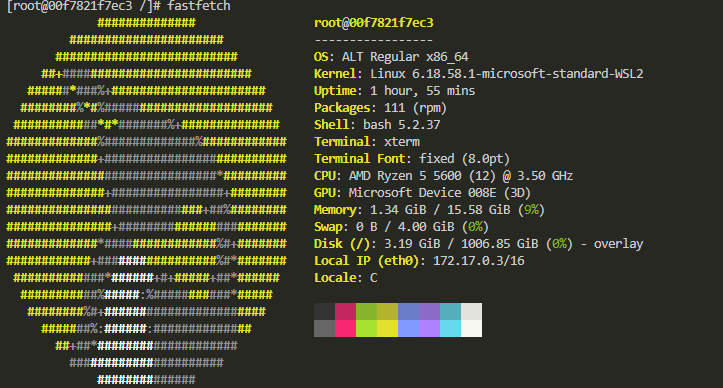 [root@00f7821f7ec3 /]# fastfetch
root@00f7821f7ec3
-----------------
OS: ALT Regular x86_64
Kernel: Linux 6.18.58.1-microsoft-standard-WSL2
Uptime: 1 hour, 55 mins
Packages: 111 (rpm)
Shell: bash 5.2.37
Terminal: xterm
Terminal Font: fixed (8.0pt)
CPU: AMD Ryzen 5 5600 (12) @ 3.50 GHz
GPU: Microsoft Device 008E (3D)
Memory: 1.34 GiB / 15.58 GiB (9%)
Swap: 0 B / 4.00 GiB (0%)
Disk (/): 3.19 GiB / 1006.85 GiB (0%) - overlay
Local IP (eth0): 172.17.0.3/16
Locale: C